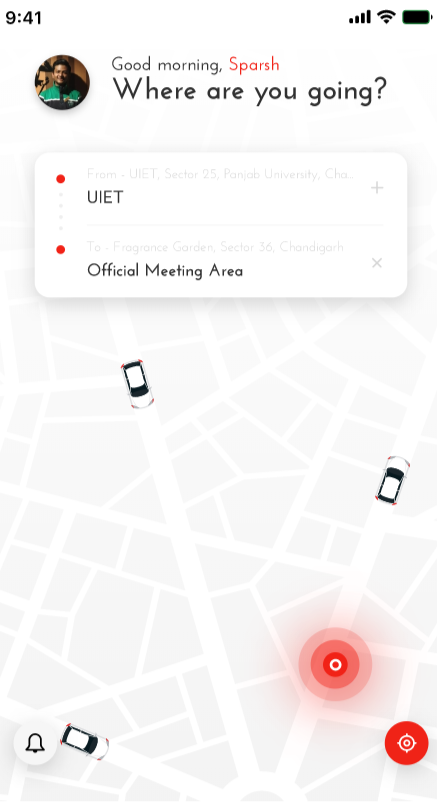 9:41
Good morning, Sparsh
Where are you going?
From - UIET, Sector 25, Panjab University, Cha...
UIET
To - Fragrance Garden, Sector 36, Chandigarh
Official Meeting Area